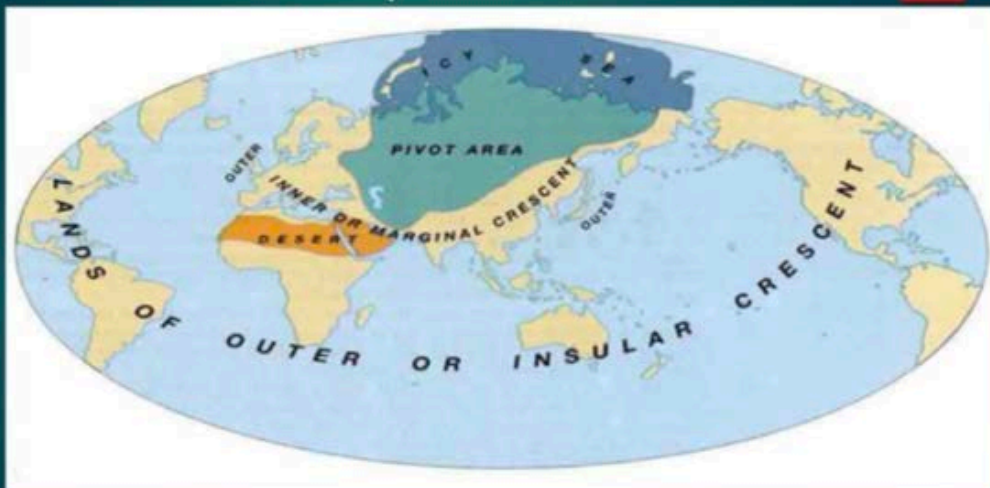 ICY SEA
PIVOT AREA
OUTER
INNER OR MARGINAL CRESCENT
OUTER
DESERT
LANDS OF OUTER OR INSULAR CRESCENT